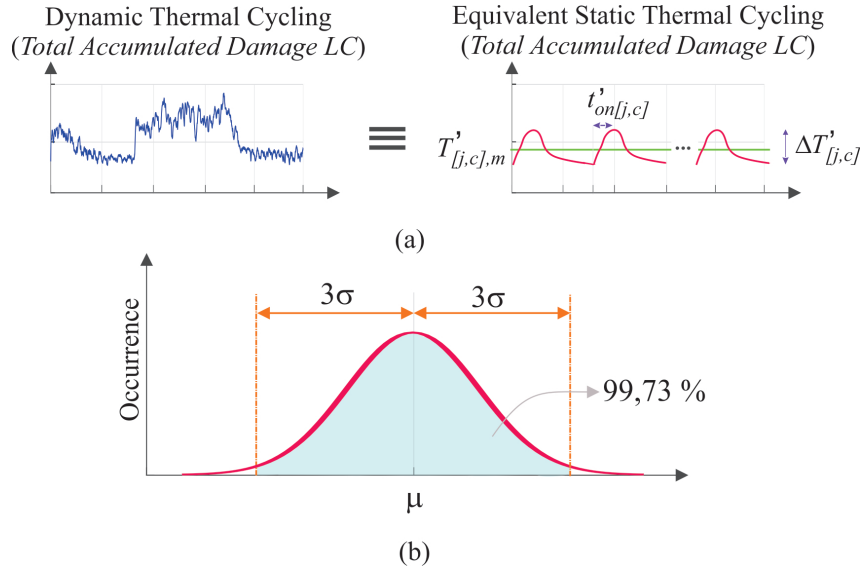 Dynamic Thermal Cycling
(Total Accumulated Damage LC)
Equivalent Static Thermal Cycling
(Total Accumulated Damage LC)
t'on[j,c]
T'[j,c],m
≡
...
ΔT'[j,c]
(a)
3σ
3σ
Occurrence
99,73 %
μ
(b)